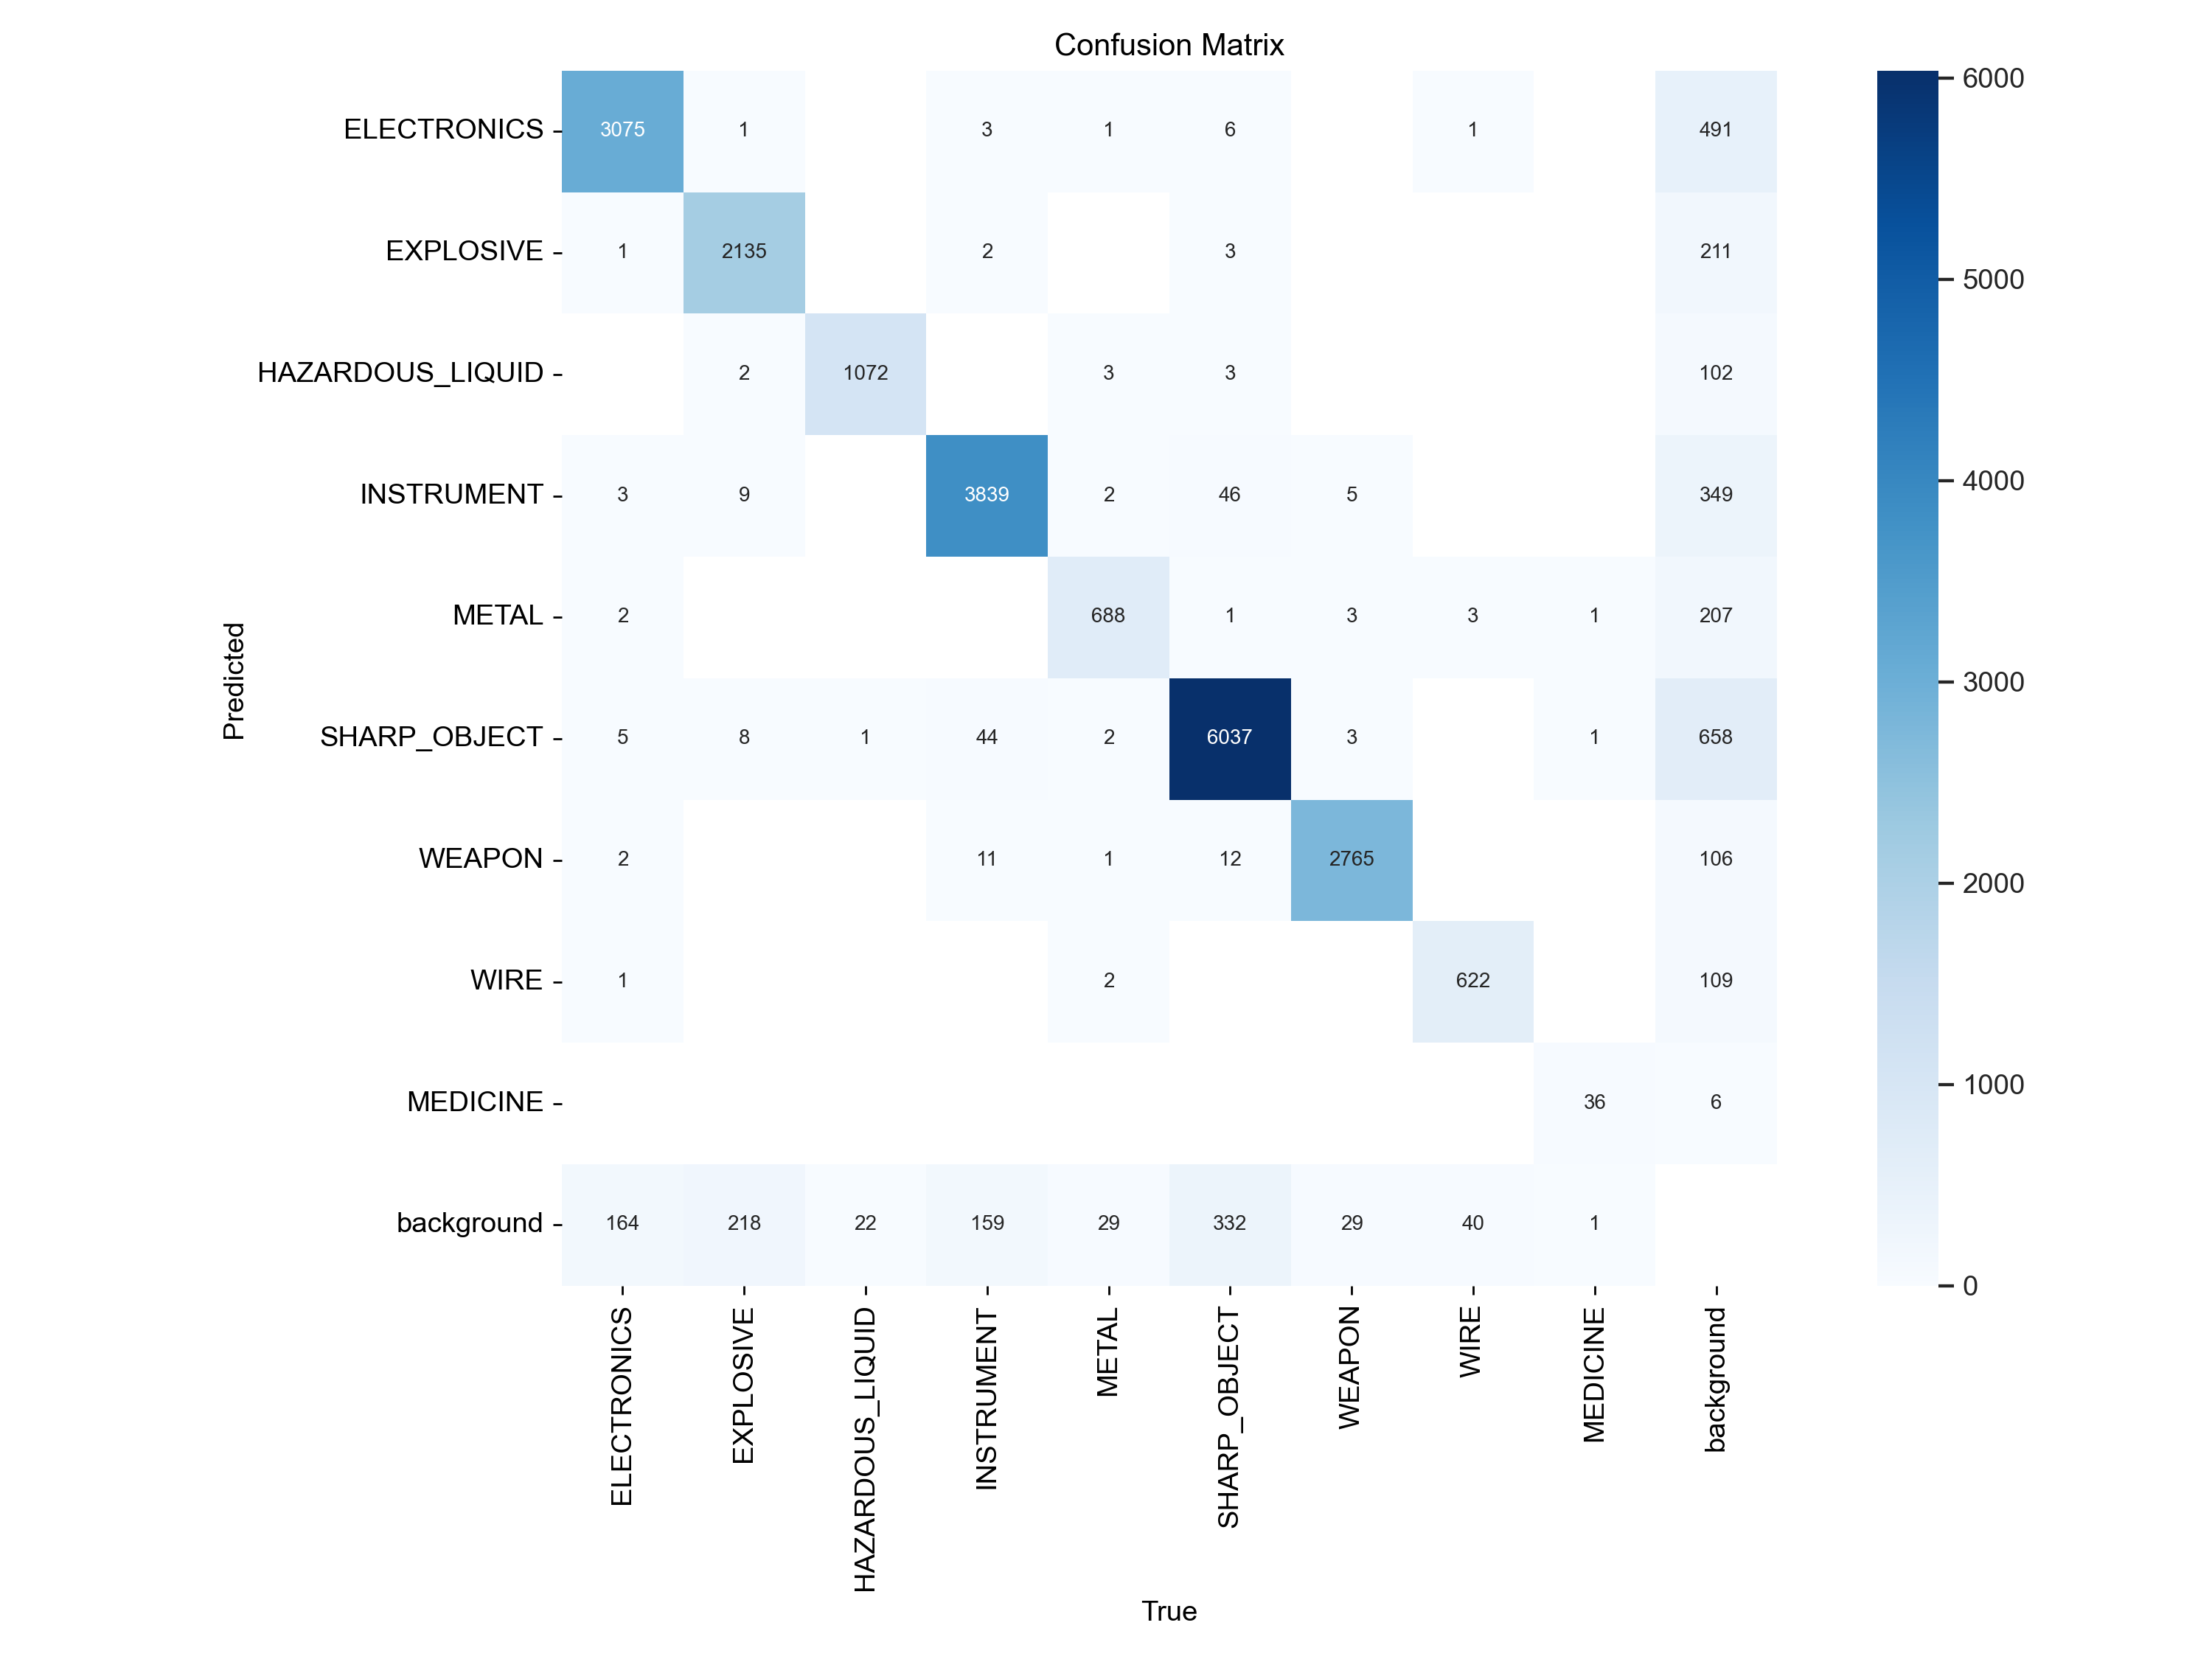 Confusion Matrix
ELECTRONICS 3075 1 3 1 6 1 491
EXPLOSIVE 1 2135 2 3 211
HAZARDOUS_LIQUID 2 1072 3 3 102
INSTRUMENT 3 9 3839 2 46 5 349
METAL 2 688 1 3 3 1 207
SHARP_OBJECT 5 8 1 44 2 6037 3 1 658
WEAPON 2 11 1 12 2765 106
WIRE 1 2 622 109
MEDICINE 36 6
background 164 218 22 159 29 332 29 40 1
ELECTRONICS
EXPLOSIVE
HAZARDOUS_LIQUID
INSTRUMENT
METAL
SHARP_OBJECT
WEAPON
WIRE
MEDICINE
background
True
Predicted
6000
5000
4000
3000
2000
1000
0